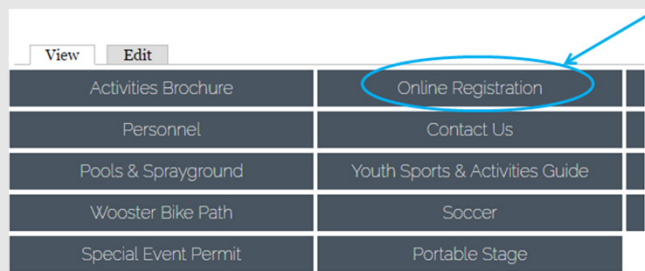 View Edit
Activities Brochure Online Registration
Personnel Contact Us
Pools & Sprayground Youth Sports & Activities Guide
Wooster Bike Path Soccer
Special Event Permit Portable Stage